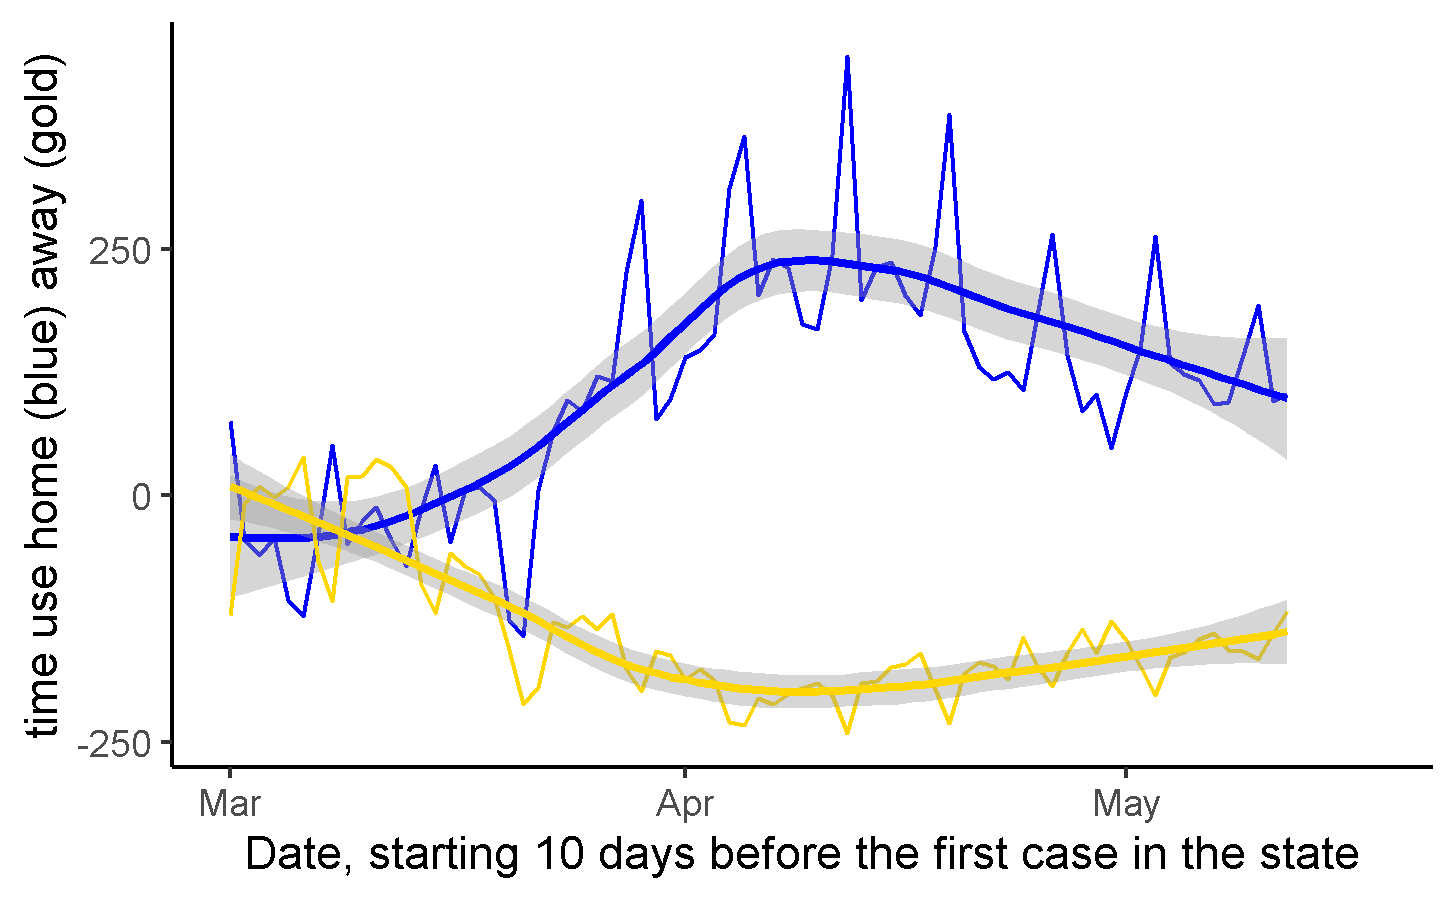 time use home (blue) away (gold)
250
0
-250
Mar
Apr
May
Date, starting 10 days before the first case in the state